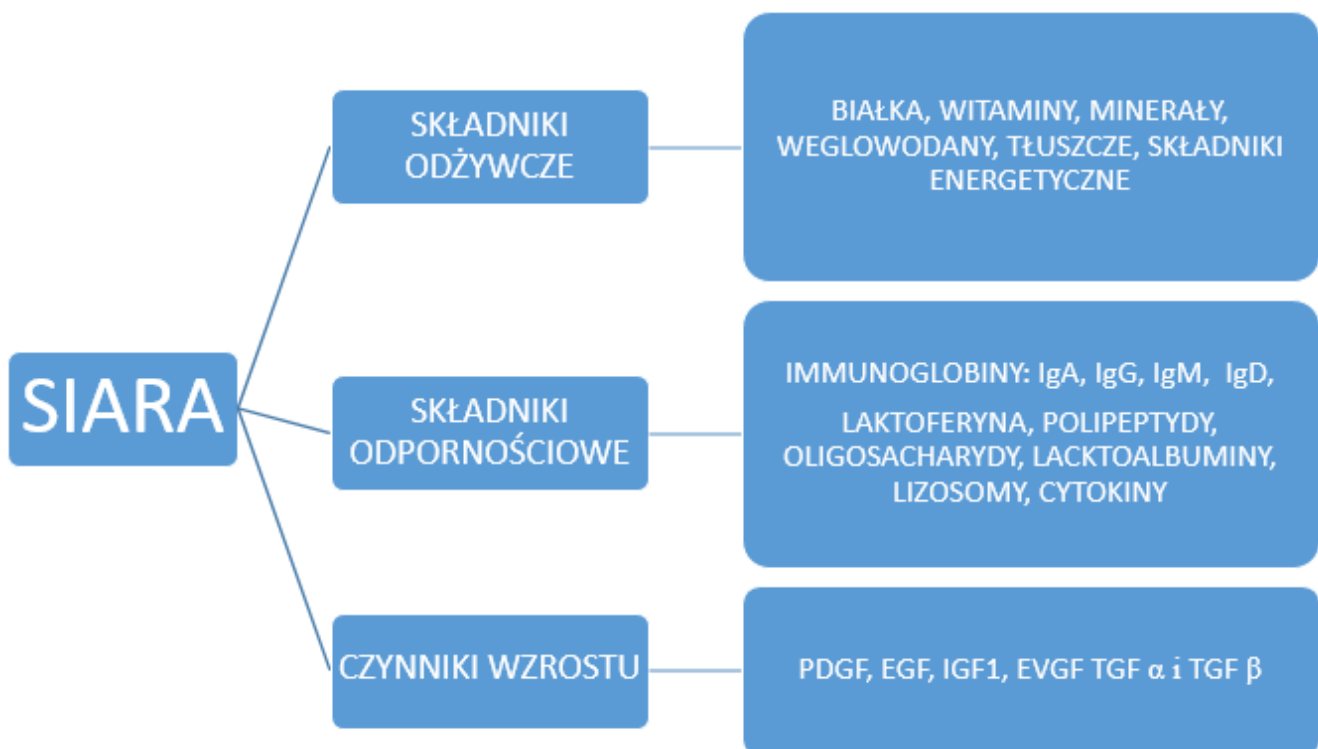 SIARA
SKŁADNIKI
ODŻYWCZE
BIAŁKA, WITAMINY, MINERAŁY,
WEGLOWODANY, TŁUSZCZE, SKŁADNIKI
ENERGETYCZNE
SKŁADNIKI
ODPORNOŚCIOWE
IMMUNOGLOBINY: IgA, IgG, IgM, IgD,
LAKTOFERYNA, POLIPEPTYDY,
OLIGOSACHARYDY, LACKTOALBUMINY,
LIZOSOMY, CYTOKINY
CZYNNIKI WZROSTU
PDGF, EGF, IGF1, EVGF TGF α i TGF β